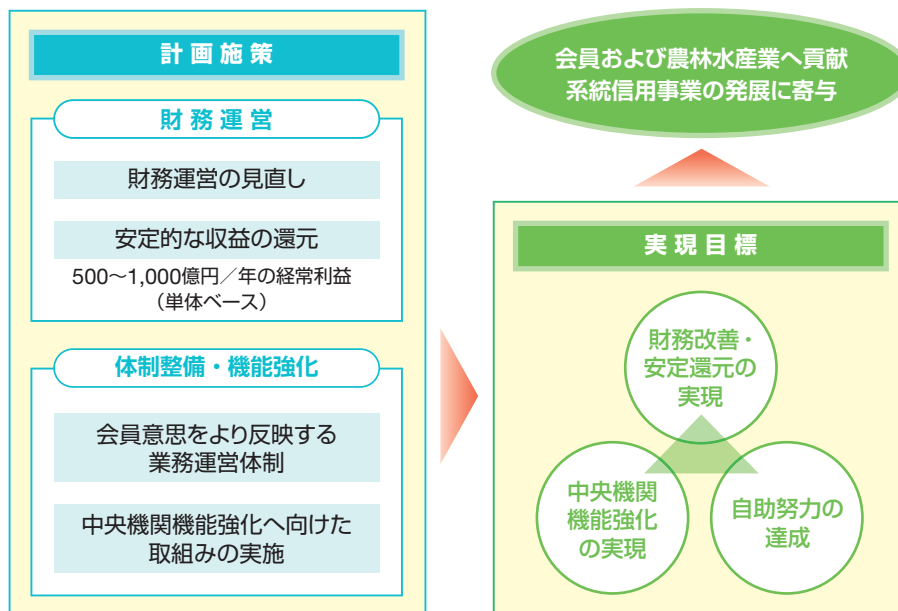 計画施策
財務運営
財務運営の見直し
安定的な収益の還元
500～1,000億円／年の経常利益
（単体ベース）
体制整備・機能強化
会員意思をより反映する
業務運営体制
中央機関機能強化へ向けた
取組みの実施
会員および農林水産業へ貢献
系統信用事業の発展に寄与
実現目標
財務改善・
安定還元の
実現
中央機関
機能強化
の実現
自助努力の
達成